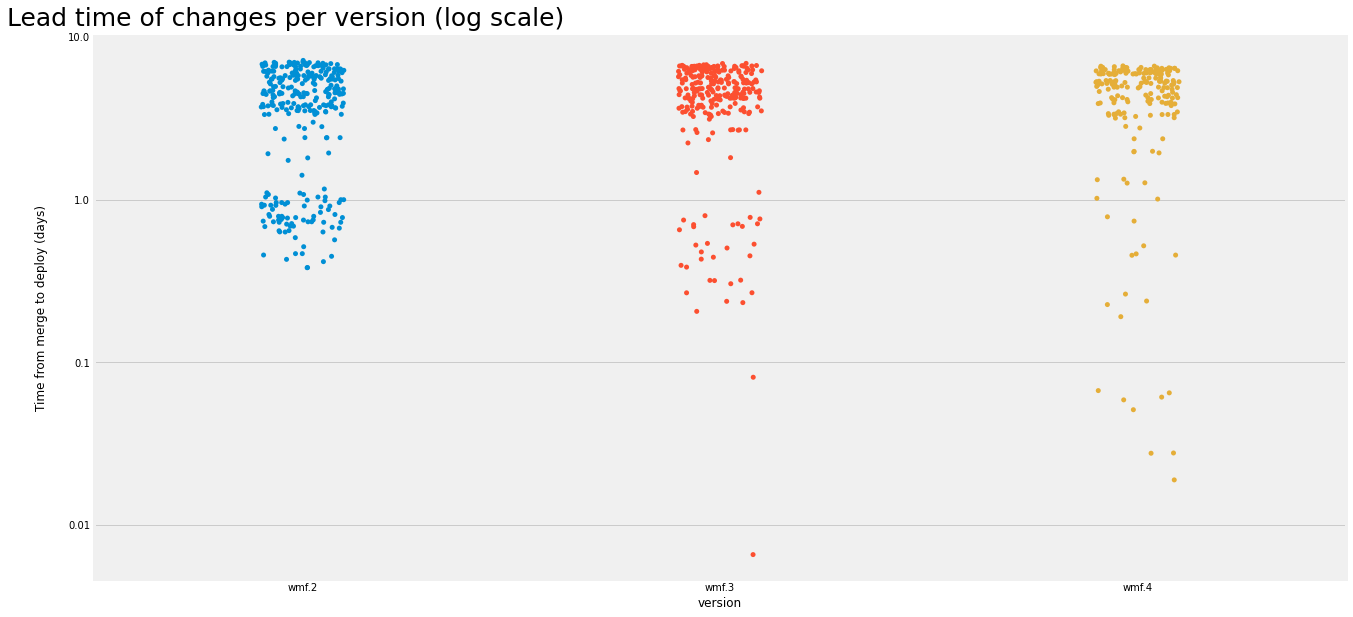 Lead time of changes per version (log scale)
10.0
1.0
0.1
0.01
Time from merge to deploy (days)
wmf.2
wmf.3
wmf.4
version